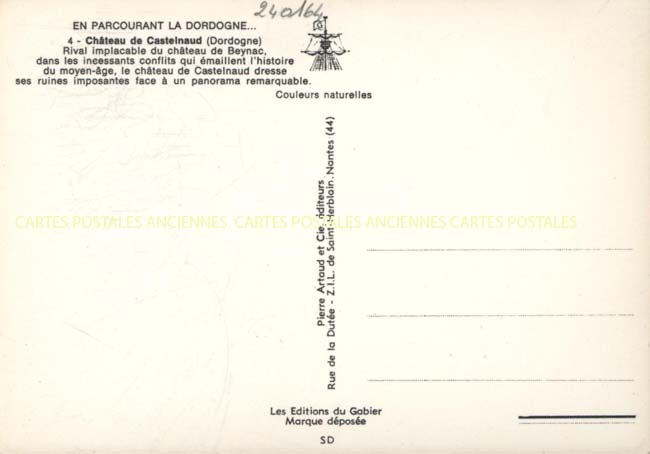 240164
EN PARCOURANT LA DORDOGNE...
4 - Château de Castelnaud (Dordogne)
Rival implacable du château de Beynac,
dans les incessants conflits qui émaillent l'histoire
du moyen-âge, le château de Castelnaud dresse
ses ruines imposantes face à un panorama remarquable.
Couleurs naturelles
Pierre Artaud et Cie, éditeurs
Rue de la Dutée - Z.I.L. de Saint-Herblain. Nantes (44)
CARTES POSTALES ANCIENNES CARTES POSTALES ANCIENNES CARTES POSTALES
Les Editions du Gabier
Marque déposée
SD